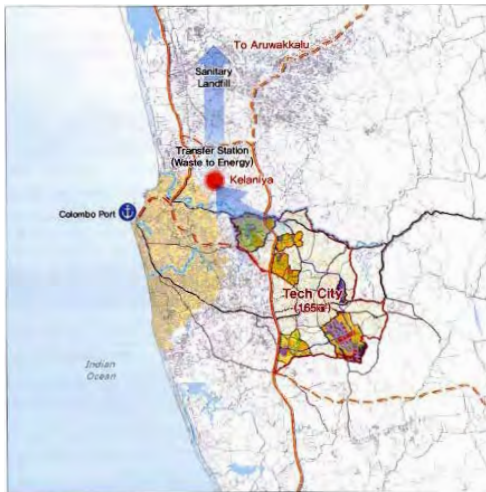 To Aruwakkalu
Sanitary
Landfill
Transfer Station
(Waste to Energy)
Kelaniya
Colombo Port
Tech City
(165㎢)
Indian
Ocean